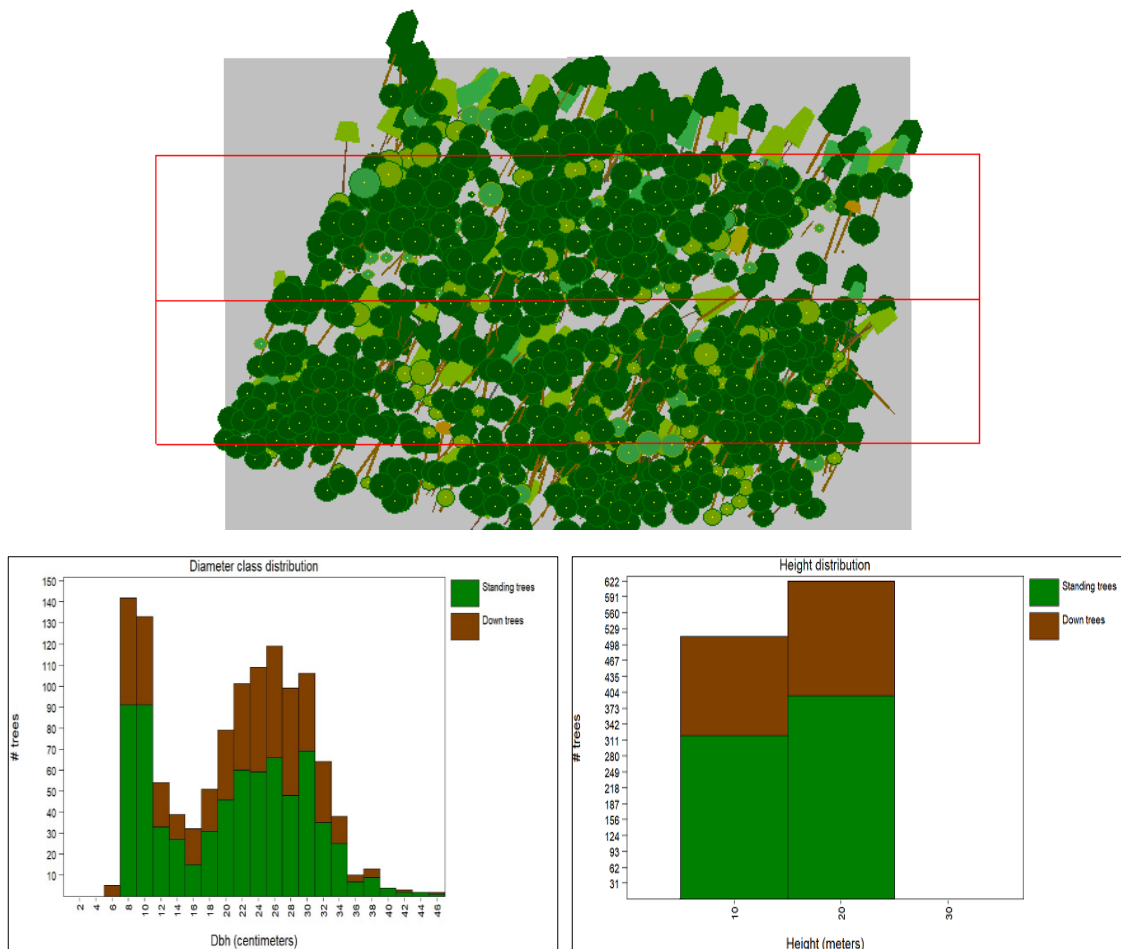 Diameter class distribution
Standing trees
Down trees
# trees
150
140
130
120
110
100
90
80
70
60
50
40
30
20
10
2 4 6 8 10 12 14 16 18 20 22 24 26 28 30 32 34 36 38 40 42 44 46
Dbh (centimeters)
Height distribution
Standing trees
Down trees
# trees
622
591
560
529
498
467
435
404
373
342
311
280
249
218
187
156
124
93
62
31
10 20 30
Height (meters)